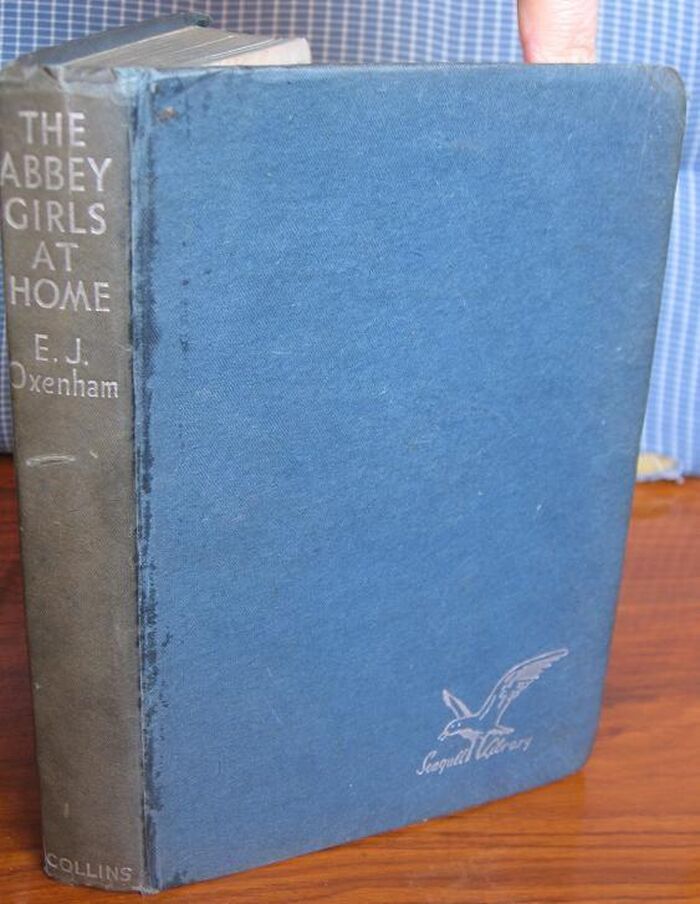 THE
ABBEY
GIRLS
AT
HOME
E. J.
Oxenham
COLLINS
Seagull Library